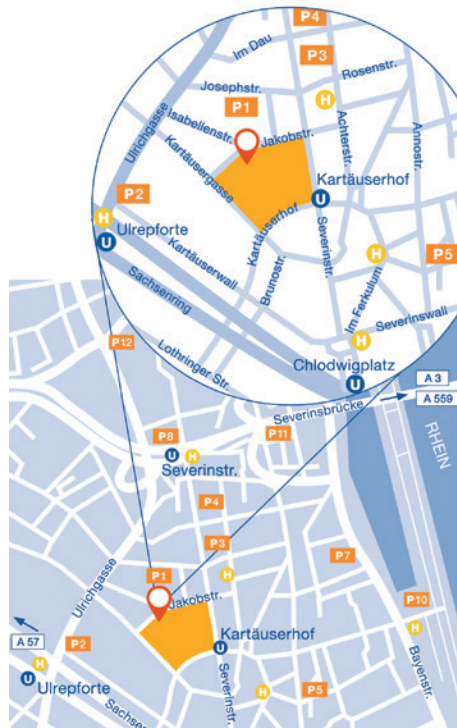 P4
Im Dau
P3
Rosenstr.
Josephstr.
P1
H
Isabellenstr.
Jakobstr.
Achterstr.
Annostr.
Ulrichgasse
Kartäusergasse
P2
Kartäuserhof
U
H
Ulrepforte
U
Kartäuserwall
Kartäuserhof
Severinstr.
Brunostr.
H
P5
Sachsenring
Im Ferkulum
Severinswall
H
Lothringer Str.
Chlodwigplatz
U
P12
A 3
A 559
Severinsbrücke
RHEIN
P8
P11
U
H
Severinstr.
P4
P3
P7
Ulrichgasse
P1
H
Jakobstr.
P10
A 57
P2
Kartäuserhof
U
H
H
U
Ulrepforte
Severinstr.
Bayenstr.
H
P5
Sachsen